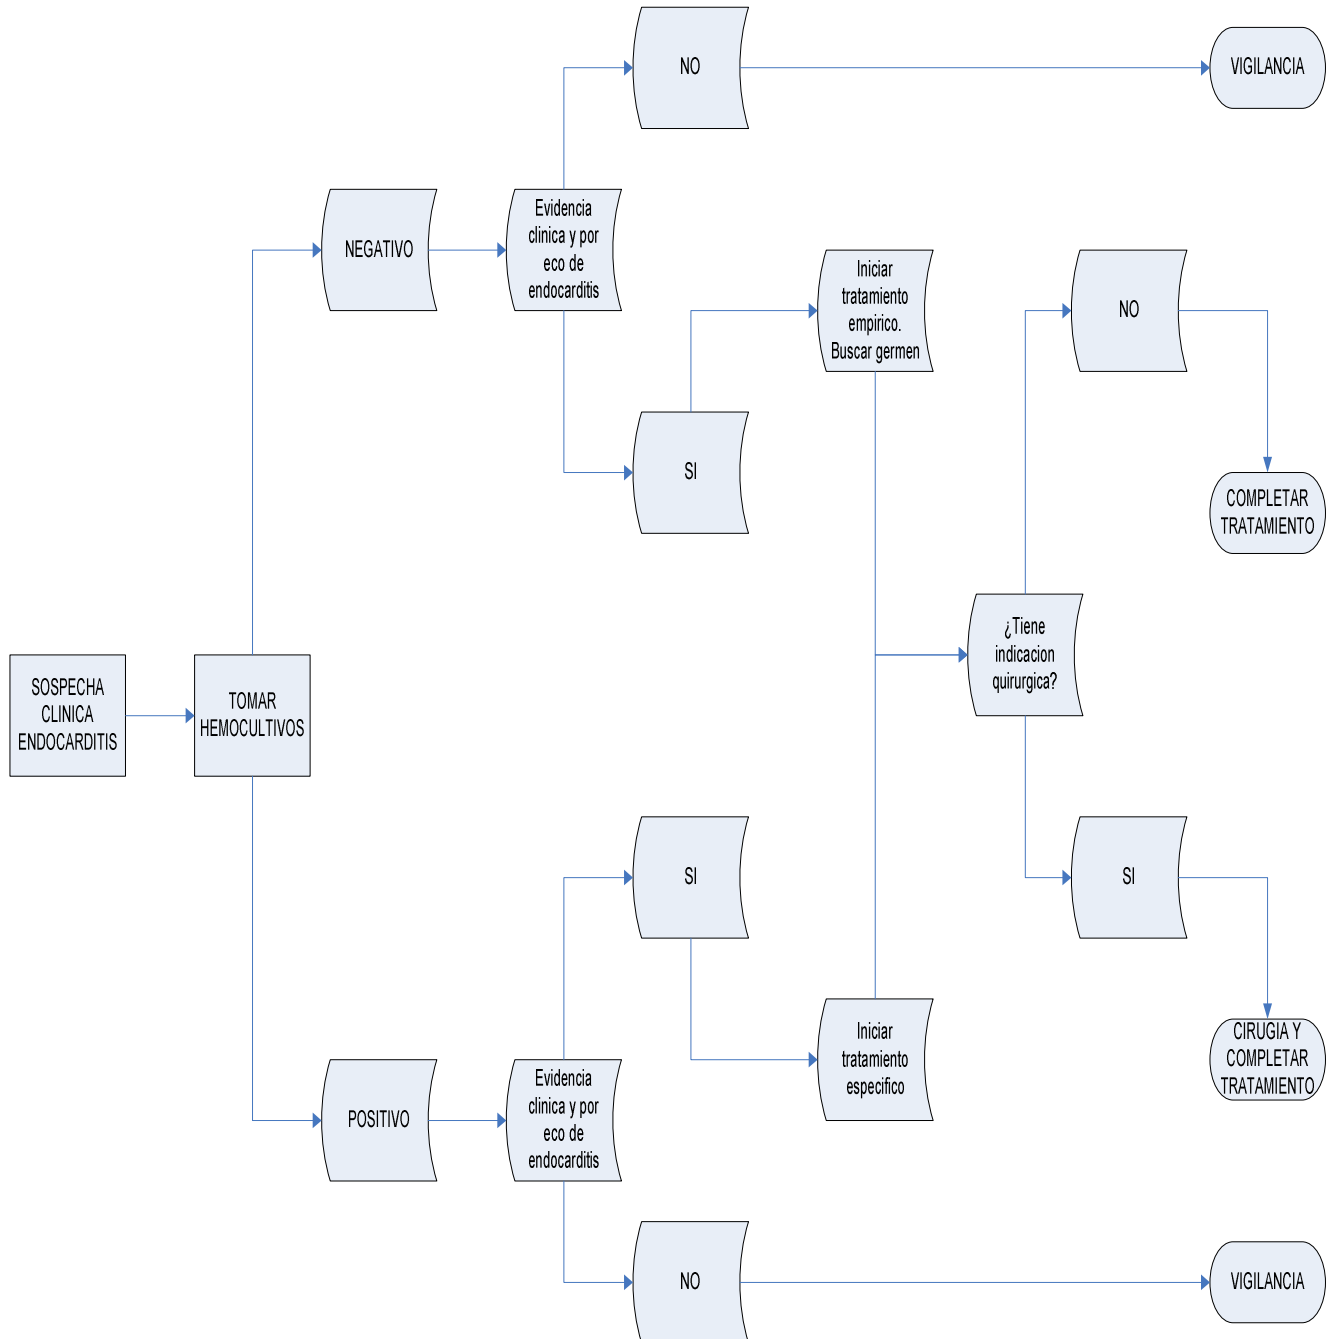 NO
VIGILANCIA
NEGATIVO
Evidencia
clinica y por
eco de
endocarditis
Iniciar
tratamiento
empirico.
Buscar germen
NO
SI
COMPLETAR
TRATAMIENTO
¿Tiene
indicacion
quirurgica?
SOSPECHA
CLINICA
ENDOCARDITIS
TOMAR
HEMOCULTIVOS
SI
SI
Iniciar
tratamiento
especifico
CIRUGIA Y
COMPLETAR
TRATAMIENTO
POSITIVO
Evidencia
clinica y por
eco de
endocarditis
NO
VIGILANCIA